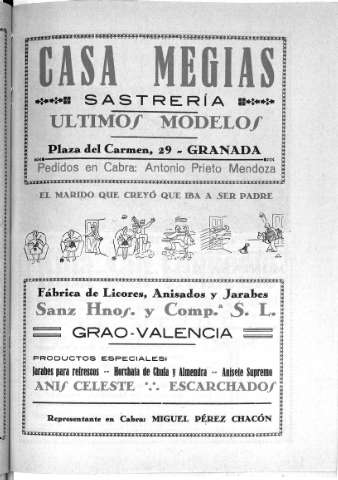 CASA MEGIAS
SASTRERÍA
ULTIMOS MODELOS
Plaza del Carmen, 29 - GRANADA
Pedidos en Cabra: Antonio Prieto Mendoza
EL MARIDO QUE CREYÓ QUE IBA A SER PADRE
Fábrica de Licores, Anisados y Jarabes
Sanz Hnos. y Comp.ª S. L.
GRAO-VALENCIA
PRODUCTOS ESPECIALES:
Jarabes para refrescos -- Horchata de Chufa y Almendra -- Anisete Supremo
ANIS CELESTE ∵ ESCARCHADOS
Representante en Cabra: MIGUEL PÉREZ CHACÓN